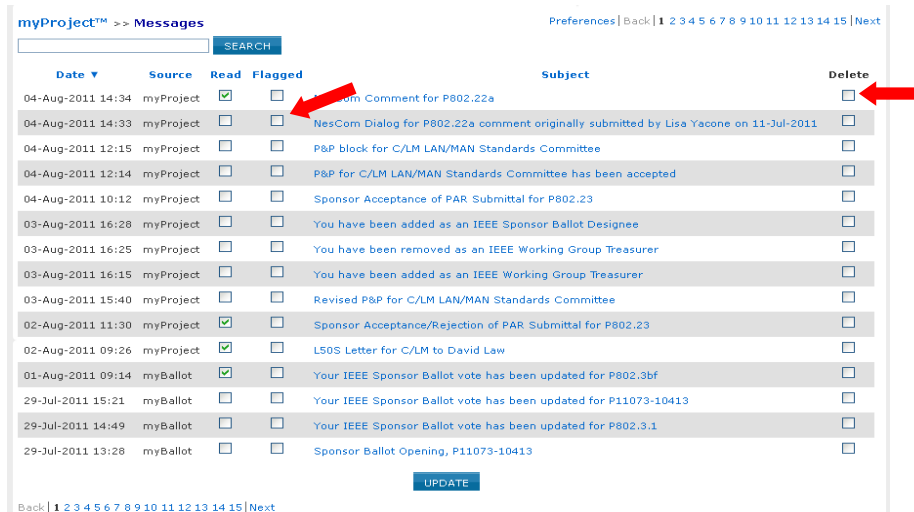 myProject™ >> Messages
Preferences | Back | 1 2 3 4 5 6 7 8 9 10 11 12 13 14 15 | Next
SEARCH
Date ▼ Source Read Flagged Subject Delete
04-Aug-2011 14:34 myProject NesCom Comment for P802.22a
04-Aug-2011 14:33 myProject NesCom Dialog for P802.22a comment originally submitted by Lisa Yacone on 11-Jul-2011
04-Aug-2011 12:15 myProject P&P block for C/LM LAN/MAN Standards Committee
04-Aug-2011 12:14 myProject P&P for C/LM LAN/MAN Standards Committee has been accepted
04-Aug-2011 10:12 myProject Sponsor Acceptance of PAR Submittal for P802.23
03-Aug-2011 16:28 myProject You have been added as an IEEE Sponsor Ballot Designee
03-Aug-2011 16:25 myProject You have been removed as an IEEE Working Group Treasurer
03-Aug-2011 16:15 myProject You have been added as an IEEE Working Group Treasurer
03-Aug-2011 15:40 myProject Revised P&P for C/LM LAN/MAN Standards Committee
02-Aug-2011 11:30 myProject Sponsor Acceptance/Rejection of PAR Submittal for P802.23
02-Aug-2011 09:26 myProject L50S Letter for C/LM to David Law
01-Aug-2011 09:14 myBallot Your IEEE Sponsor Ballot vote has been updated for P802.3bf
29-Jul-2011 15:21 myBallot Your IEEE Sponsor Ballot vote has been updated for P11073-10413
29-Jul-2011 14:49 myBallot Your IEEE Sponsor Ballot vote has been updated for P802.3.1
29-Jul-2011 13:28 myBallot Sponsor Ballot Opening, P11073-10413
UPDATE
Back | 1 2 3 4 5 6 7 8 9 10 11 12 13 14 15 | Next